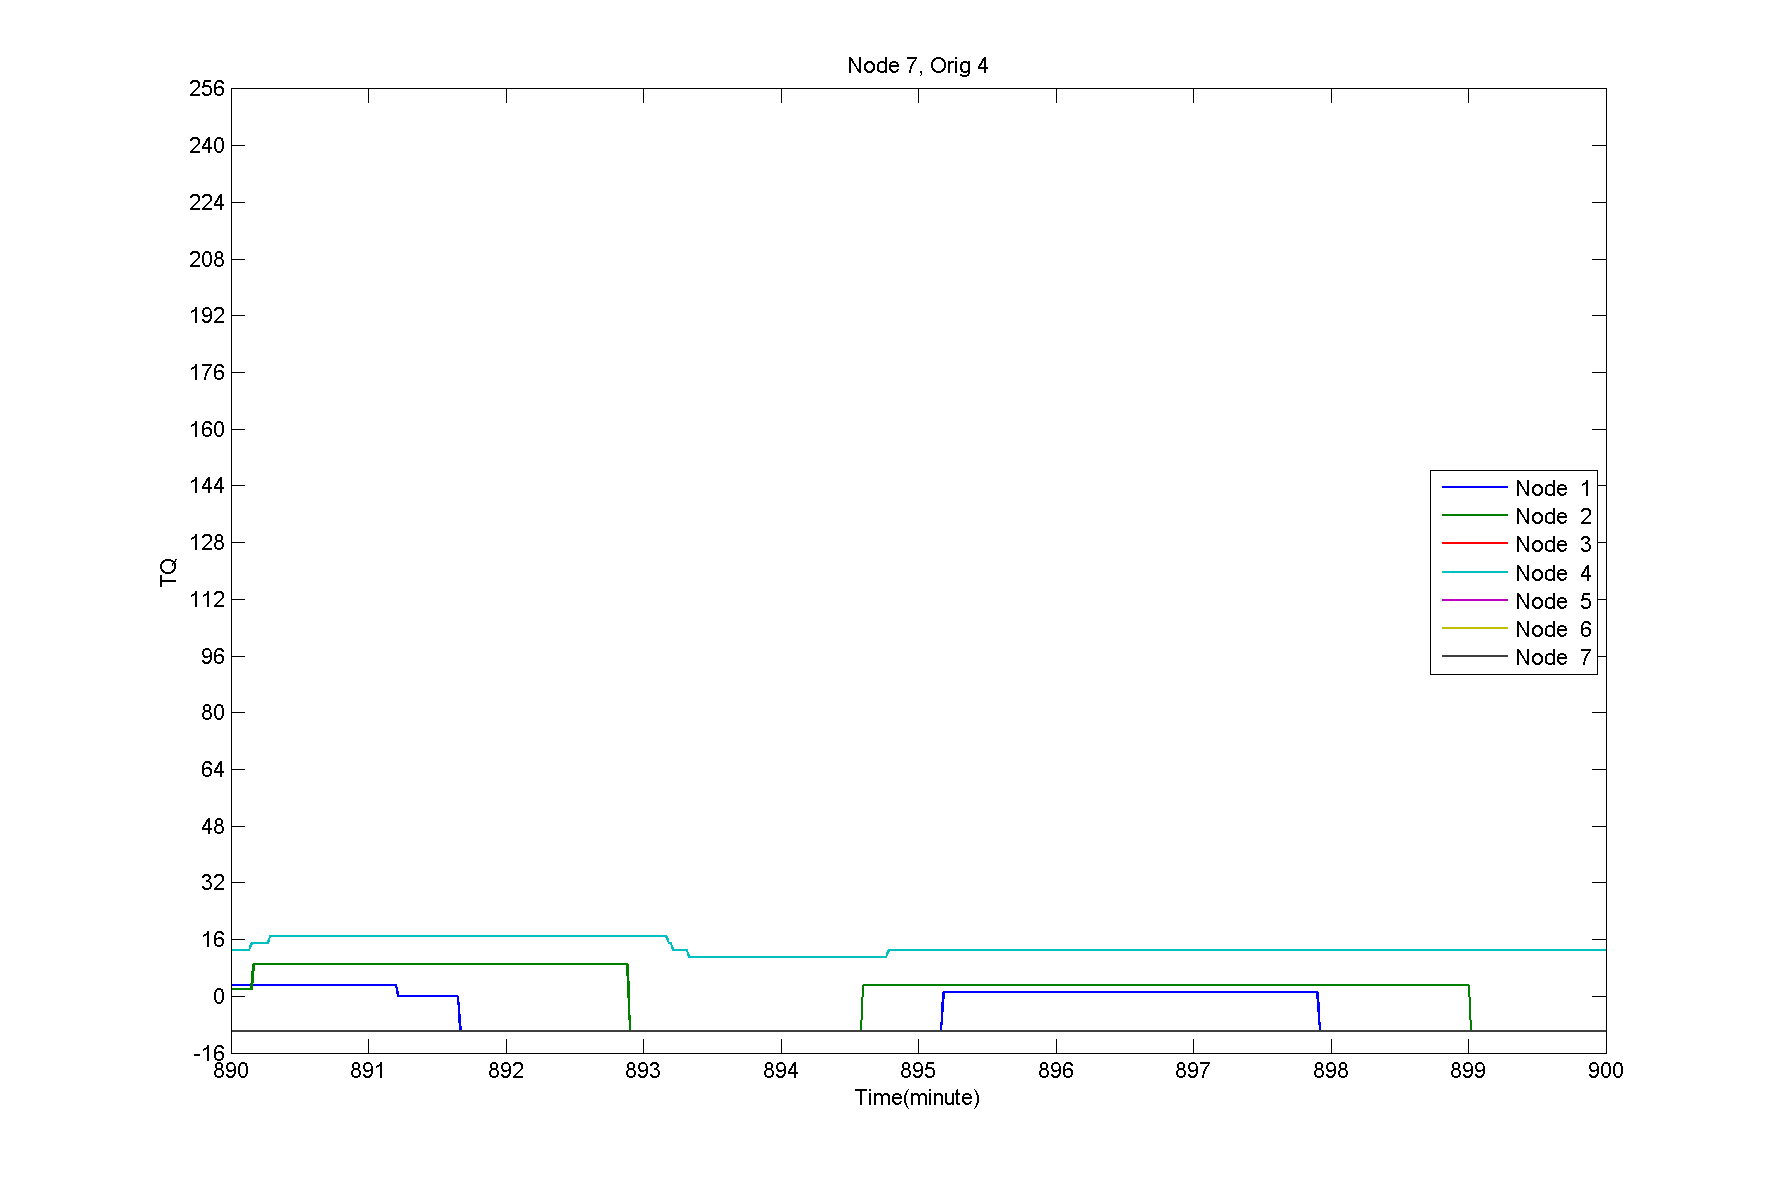 Node 7, Orig 4
256
240
224
208
192
176
160
144
128
112
96
80
64
48
32
16
0
-16
TQ
Node 1
Node 2
Node 3
Node 4
Node 5
Node 6
Node 7
890 891 892 893 894 895 896 897 898 899 900
Time(minute)